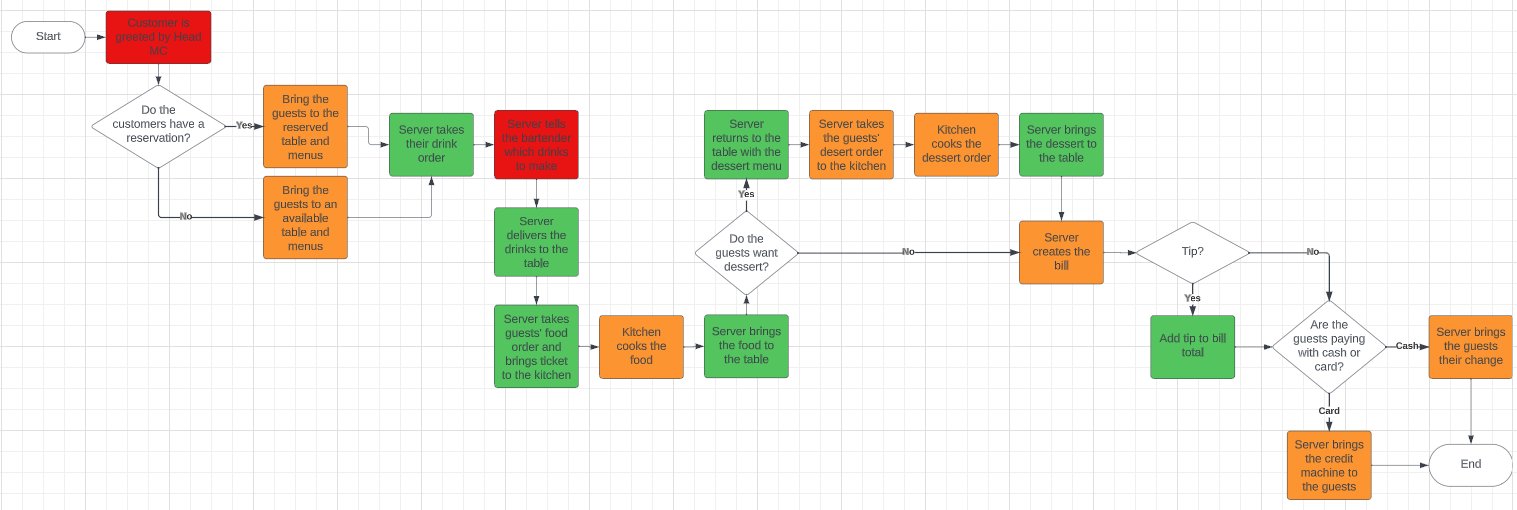 Start
Customer is
greeted by Head
MC
Do the
customers have a
reservation?
Yes
No
Bring the
guests to the
reserved
table and
menus
Bring the
guests to an
available
table and
menus
Server takes
their drink
order
Server tells
the bartender
which drinks
to make
Server
delivers the
drinks to the
table
Server takes
guests' food
order and
brings ticket
to the kitchen
Kitchen
cooks the
food
Server brings
the food to
the table
Do the
guests want
dessert?
Yes
No
Server
returns to the
table with the
dessert menu
Server takes
the guests'
desert order
to the kitchen
Kitchen
cooks the
dessert order
Server brings
the dessert to
the table
Server
creates the
bill
Tip?
Yes
No
Add tip to bill
total
Are the
guests paying
with cash or
card?
Cash
Card
Server brings
the guests
their change
Server brings
the credit
machine to
the guests
End